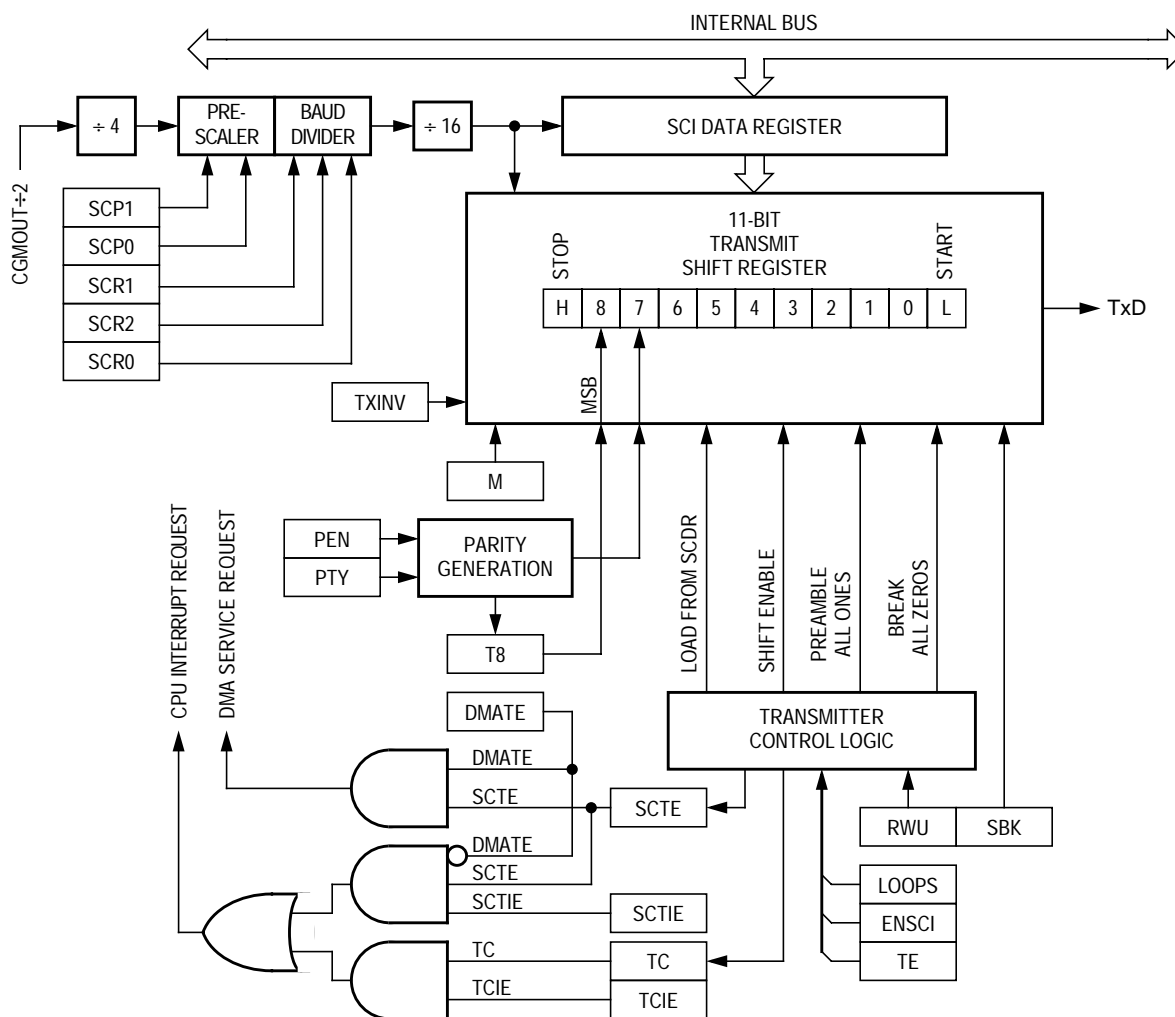 INTERNAL BUS
÷ 4
PRE-
SCALER
BAUD
DIVIDER
÷ 16
SCI DATA REGISTER
CGMOUT÷2
SCP1
SCP0
SCR1
SCR2
SCR0
11-BIT
TRANSMIT
SHIFT REGISTER
STOP
START
H 8 7 6 5 4 3 2 1 0 L
TxD
TXINV
MSB
M
PEN
PTY
PARITY
GENERATION
T8
CPU INTERRUPT REQUEST
DMA SERVICE REQUEST
LOAD FROM SCDR
SHIFT ENABLE
PREAMBLE
ALL ONES
BREAK
ALL ZEROS
DMATE
TRANSMITTER
CONTROL LOGIC
DMATE
SCTE
SCTE
RWU
SBK
DMATE
SCTE
SCTIE
SCTIE
LOOPS
ENSCI
TE
TC
TC
TCIE
TCIE